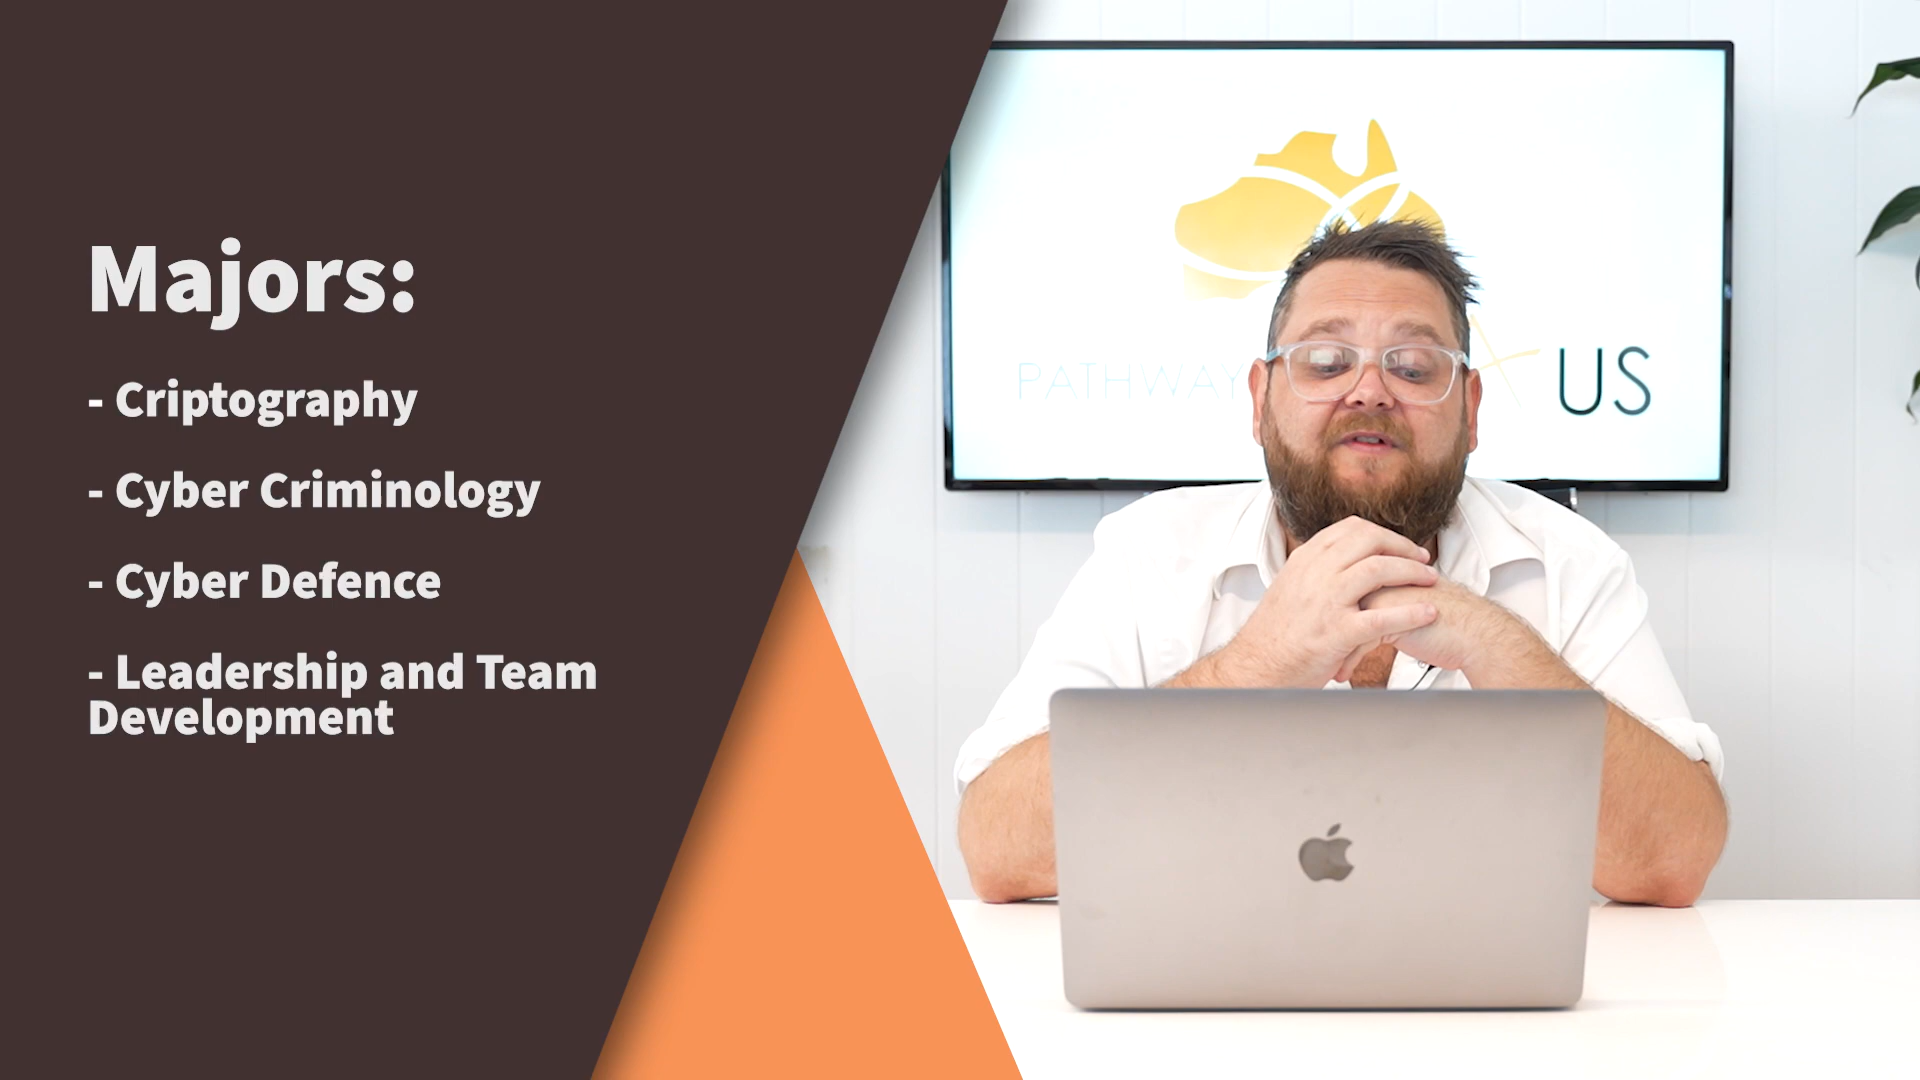 Majors:
- Criptography
- Cyber Criminology
- Cyber Defence
- Leadership and Team
Development
PATHWAY
US